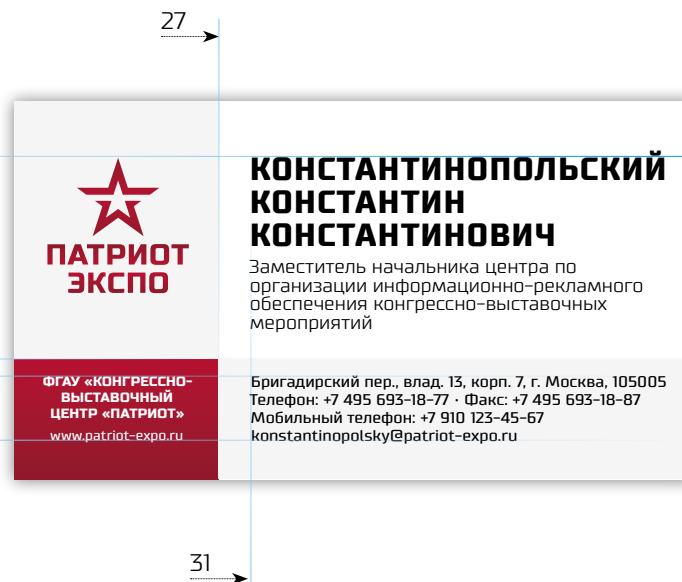 27
ПАТРИОТ
ЭКСПО
КОНСТАНТИНОПОЛЬСКИЙ
КОНСТАНТИН
КОНСТАНТИНОВИЧ
Заместитель начальника центра по
организации информационно-рекламного
обеспечения конгрессно-выставочных
мероприятий
ФГАУ «КОНГРЕССНО-
ВЫСТАВОЧНЫЙ
ЦЕНТР «ПАТРИОТ»
www.patriot-expo.ru
Бригадирский пер., влад. 13, корп. 7, г. Москва, 105005
Телефон: +7 495 693-18-77 · Факс: +7 495 693-18-87
Мобильный телефон: +7 910 123-45-67
konstantinopolsky@patriot-expo.ru
31